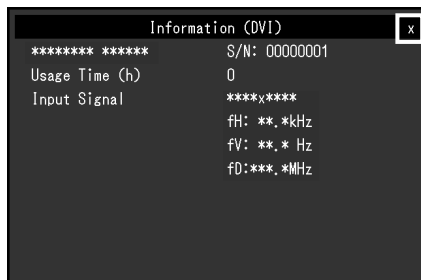 Information (DVI) x
******** ****** S/N: 00000001
Usage Time (h) 0
Input Signal ****x****
fH: **.*kHz
fV: **.* Hz
fD:***.*MHz